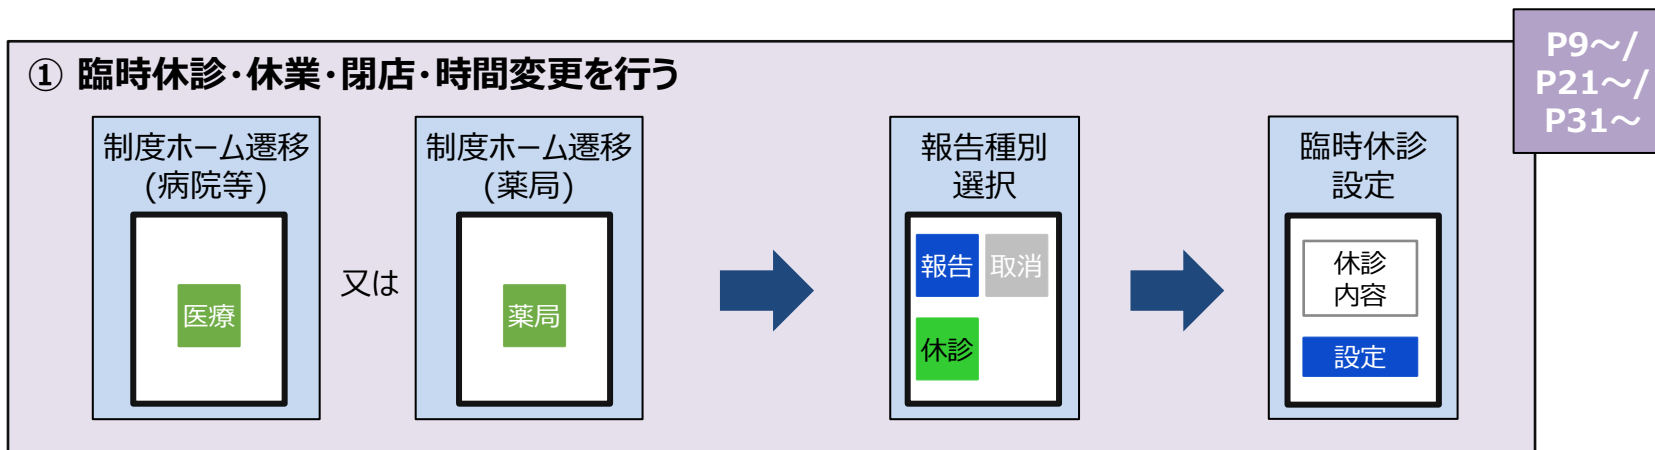 P9～/
P21～/
P31～
① 臨時休診・休業・閉店・時間変更を行う
制度ホーム遷移
(病院等)
医療
又は
制度ホーム遷移
(薬局)
薬局
報告種別
選択
報告
取消
休診
臨時休診
設定
休診
内容
設定